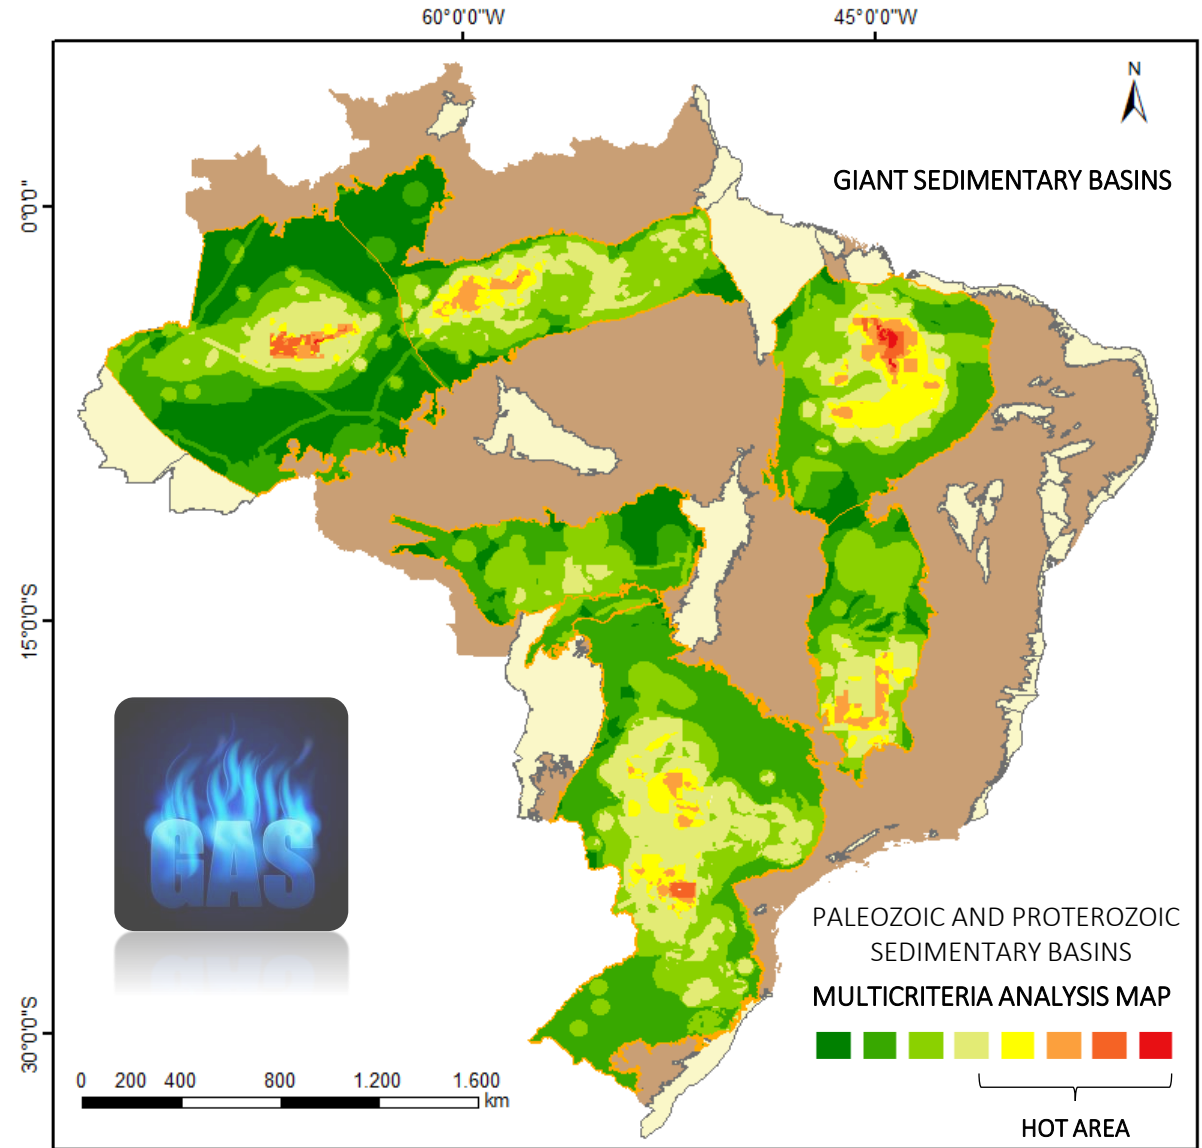 60°0'0"W 45°0'0"W
N
GIANT SEDIMENTARY BASINS
0°0'0"
15°0'0"S
GAS
PALEOZOIC AND PROTEROZOIC
SEDIMENTARY BASINS
MULTICRITERIA ANALYSIS MAP
30°0'0"S
0 200 400 800 1.200 1.600
km
HOT AREA